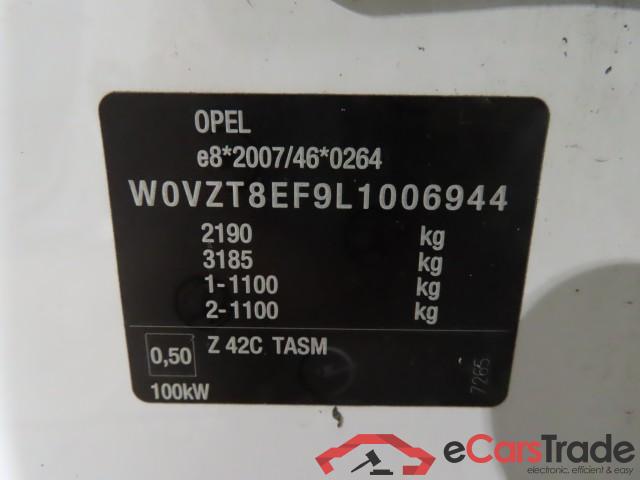 OPEL
e8*2007/46*0264
W0VZT8EF9L1006944
2190 kg
3185 kg
1-1100 kg
2-1100 kg
0,50 Z 42C TASM
100kW
7265
eCarsTrade
electronic, efficient & easy